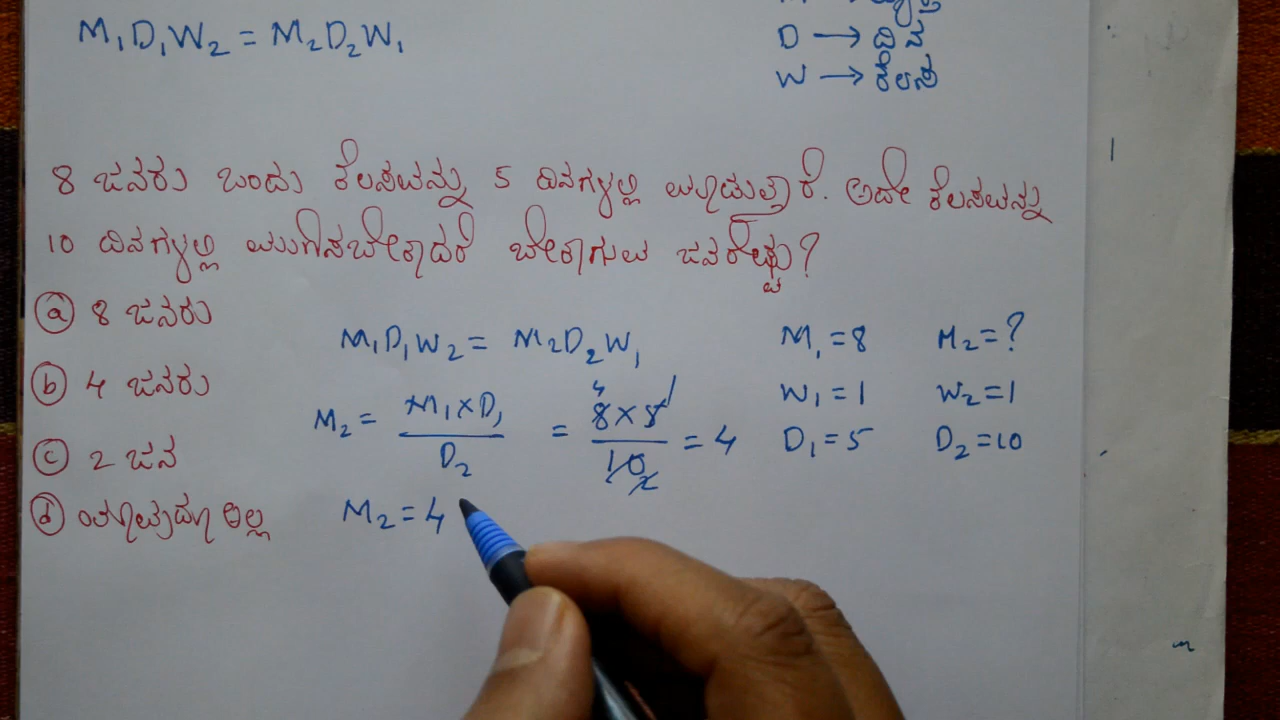 M₁D₁W₂ = M₂D₂W₁
D → ದಿನ
W → ಕೆಲಸ
8 ಜನರು ಒಂದು ಕೆಲಸವನ್ನು 5 ದಿನಗಳಲ್ಲಿ ಮಾಡುತ್ತಾರೆ. ಅದೇ ಕೆಲಸವನ್ನು
10 ದಿನಗಳಲ್ಲಿ ಮುಗಿಸಬೇಕಾದರೆ ಬೇಕಾಗುವ ಜನರೆಷ್ಟು?
ⓐ 8 ಜನರು
ⓑ 4 ಜನರು
ⓒ 2 ಜನ
ⓓ ಯಾವುದೂ ಅಲ್ಲ
M₁D₁W₂ = M₂D₂W₁
M₂ = M₁×D₁ / D₂ = 8×5 / 10 = 4
M₂ = 4
M₁ = 8 M₂ = ?
W₁ = 1 W₂ = 1
D₁ = 5 D₂ = 10